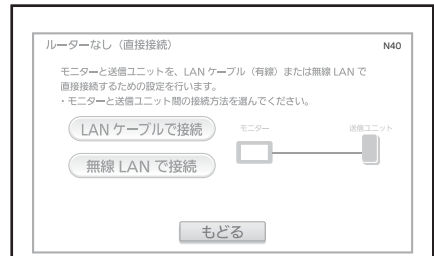 ルーターなし（直接接続）
N40
モニターと送信ユニットを、LAN ケーブル（有線）または無線 LAN で
直接接続するための設定を行います。
・モニターと送信ユニット間の接続方法を選んでください。
LAN ケーブルで接続
モニター
送信ユニット
無線 LAN で接続
もどる